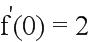 f'(0) = 2